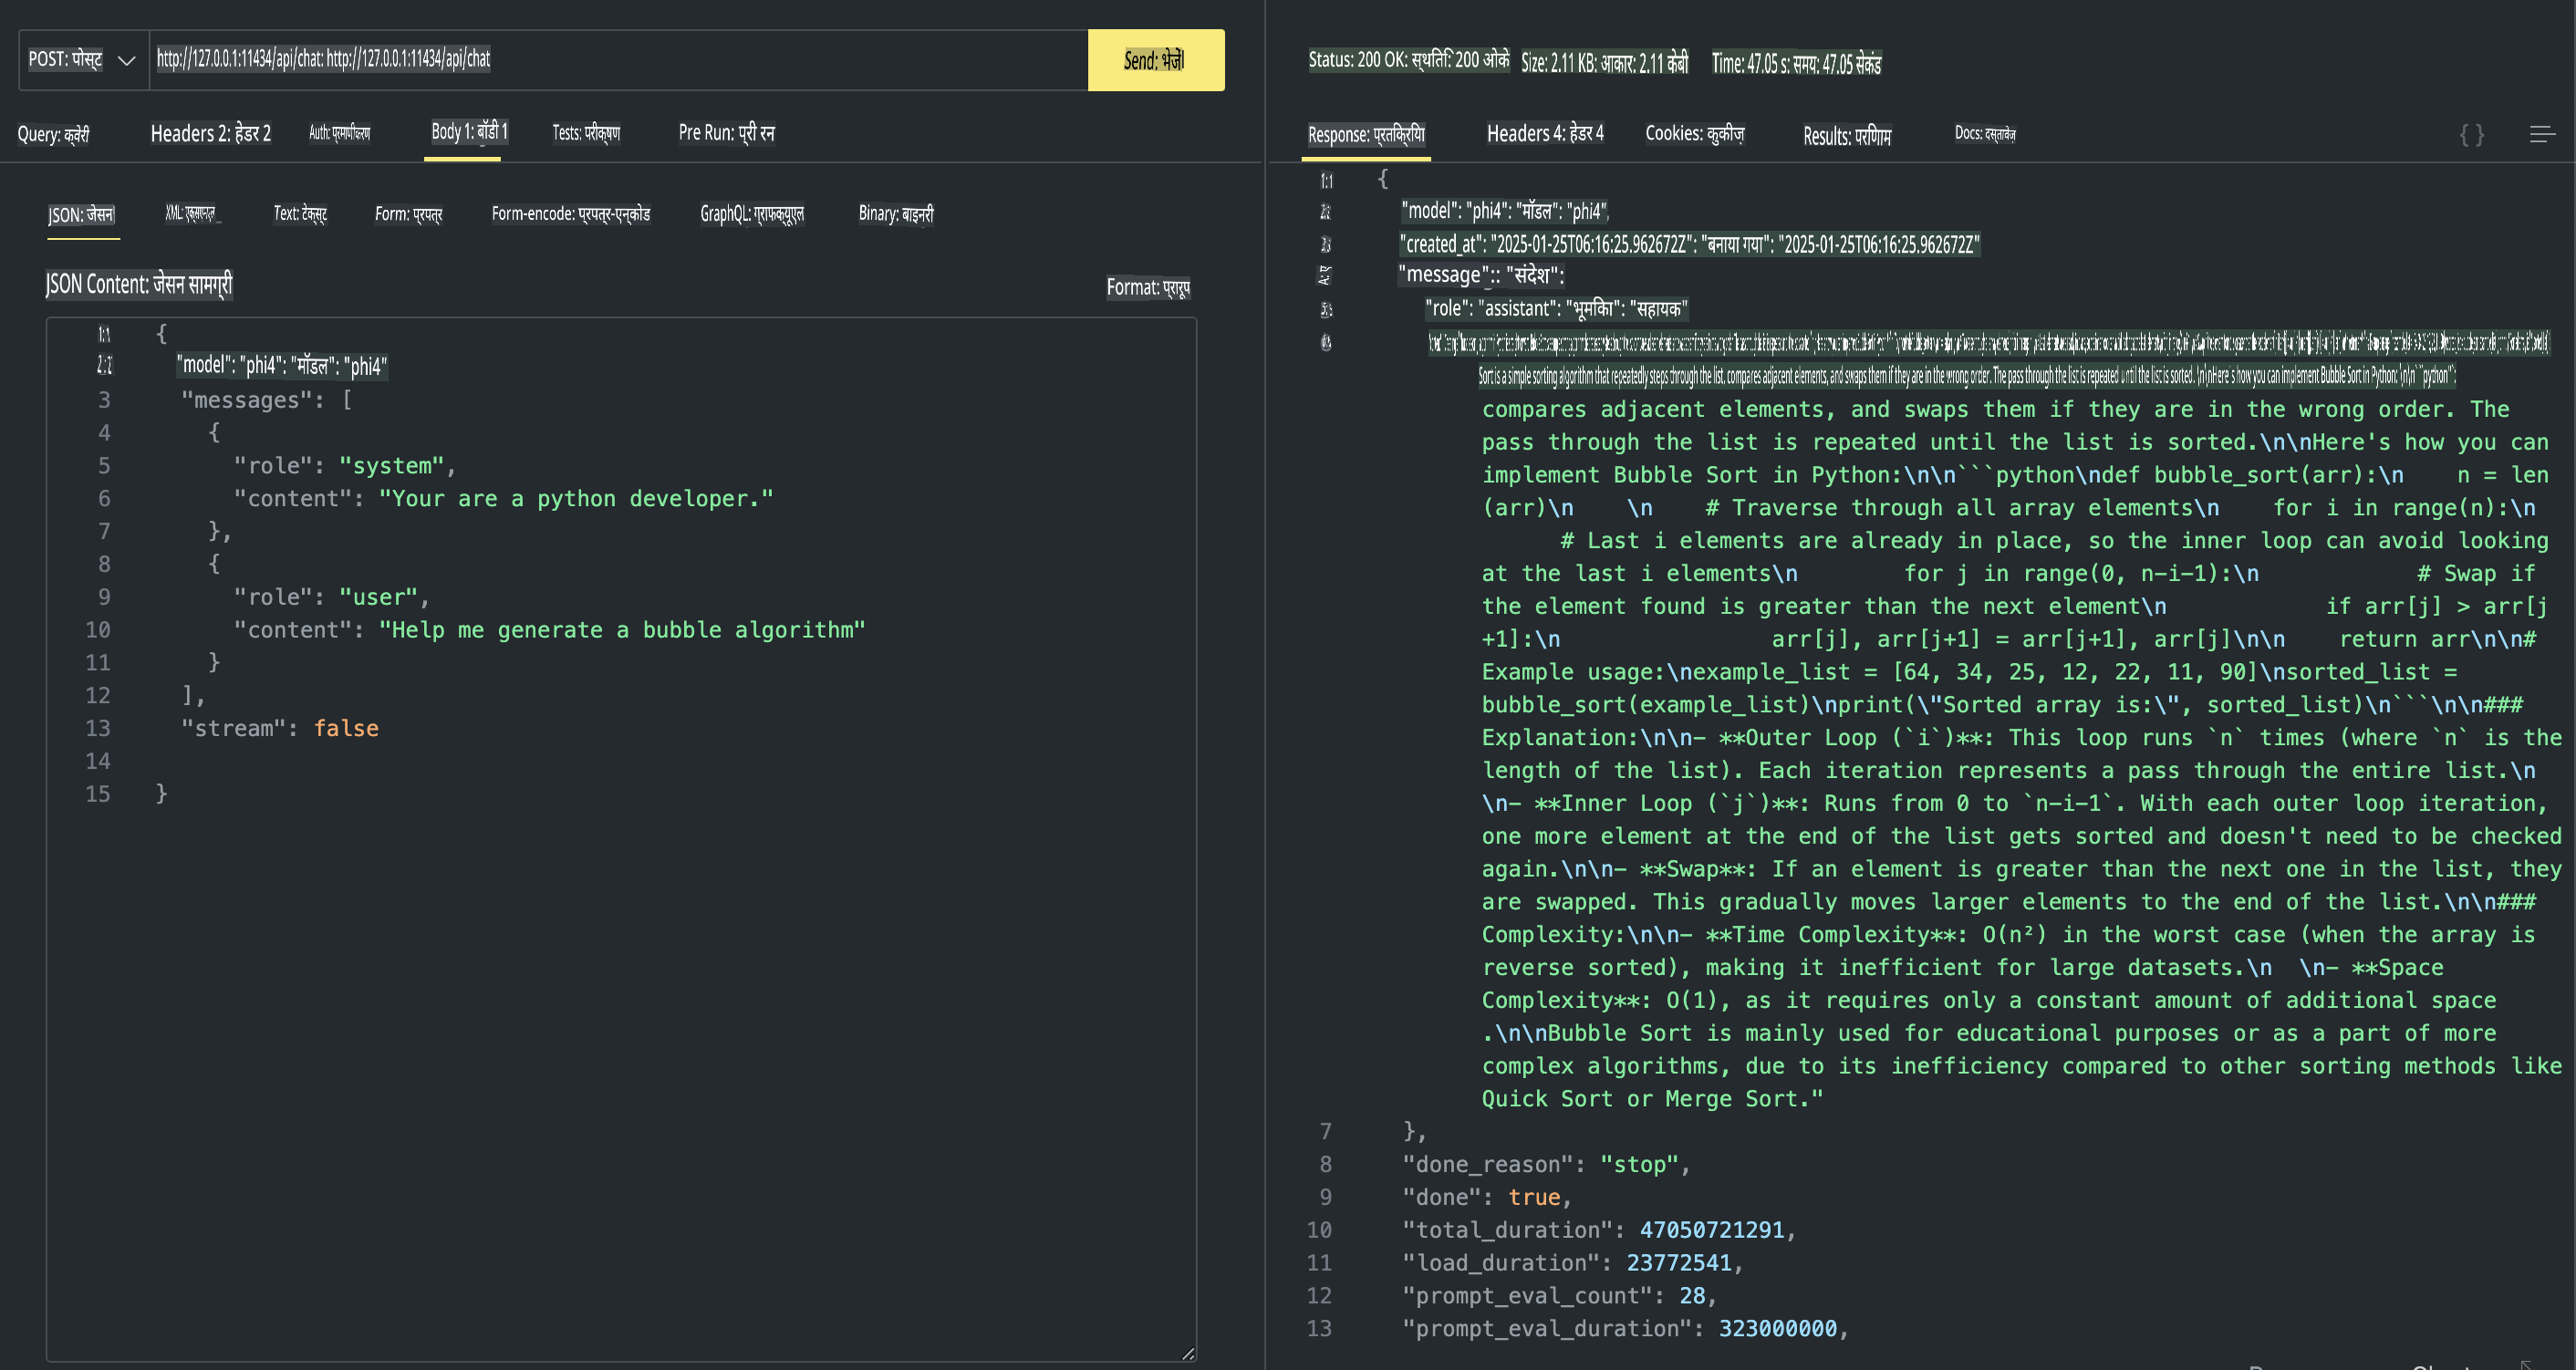 POST: पोस्ट
http://127.0.0.1:11434/api/chat: http://127.0.0.1:11434/api/chat
Send: भेजें
Query: क्वेरी Headers 2: हेडर 2 Auth: प्रमाणीकरण Body 1: बॉडी 1 Tests: परीक्षण Pre Run: प्री रन
JSON: जेसन XML: Text: टेक्स्ट Form: प्रपत्र Form-encode: प्रपत्र-एन्कोड GraphQL: ग्राफक्यूएल Binary: बाइनरी
JSON Content: जेसन सामग्री
Format: प्रारूप
1:1 {
2:2 "model": "phi4": "मॉडल": "phi4"
3 "messages": [
4 {
5 "role": "system",
6 "content": "Your are a python developer."
7 },
8 {
9 "role": "user",
10 "content": "Help me generate a bubble algorithm"
11 }
12 ],
13 "stream": false
14
15 }
Status: 200 OK: स्थिति: 200 ओके Size: 2.11 KB: आकार: 2.11 केबी Time: 47.05 s: समय: 47.05 सेकंड
Response: प्रतिक्रिया Headers 4: हेडर 4 Cookies: कुकीज़ Results: परिणाम Docs: दस्तावेज़ { }
1:1 {
"model": "phi4": "मॉडल": "phi4",
"created_at": "2025-01-25T06:16:25.962672Z": "बनाया गया": "2025-01-25T06:16:25.962672Z"
"message":: "संदेश":
"role": "assistant": "भूमिका": "सहायक"
Sort is a simple sorting algorithm that repeatedly steps through the list, compares adjacent elements, and swaps them if they are in the wrong order. The pass through the list is repeated until the list is sorted. \n\nHere's how you can implement Bubble Sort in Python: \n\n```python":
compares adjacent elements, and swaps them if they are in the wrong order. The
pass through the list is repeated until the list is sorted.\n\nHere's how you can
implement Bubble Sort in Python:\n\n```python\ndef bubble_sort(arr):\n    n = len
(arr)\n    \n    # Traverse through all array elements\n    for i in range(n):\n
# Last i elements are already in place, so the inner loop can avoid looking
at the last i elements\n        for j in range(0, n-i-1):\n            # Swap if
the element found is greater than the next element\n            if arr[j] > arr[j
+1]:\n                arr[j], arr[j+1] = arr[j+1], arr[j]\n\n    return arr\n\n#
Example usage:\nexample_list = [64, 34, 25, 12, 22, 11, 90]\nsorted_list =
bubble_sort(example_list)\nprint(\"Sorted array is:\", sorted_list)\n```\n\n###
Explanation:\n\n- **Outer Loop (`i`)**: This loop runs `n` times (where `n` is the
length of the list). Each iteration represents a pass through the entire list.\n
\n- **Inner Loop (`j`)**: Runs from 0 to `n-i-1`. With each outer loop iteration,
one more element at the end of the list gets sorted and doesn't need to be checked
again.\n\n- **Swap**: If an element is greater than the next one in the list, they
are swapped. This gradually moves larger elements to the end of the list.\n\n###
Complexity:\n\n- **Time Complexity**: O(n²) in the worst case (when the array is
reverse sorted), making it inefficient for large datasets.\n  \n- **Space
Complexity**: O(1), as it requires only a constant amount of additional space
.\n\nBubble Sort is mainly used for educational purposes or as a part of more
complex algorithms, due to its inefficiency compared to other sorting methods like
Quick Sort or Merge Sort."
7 },
8 "done_reason": "stop",
9 "done": true,
10 "total_duration": 47050721291,
11 "load_duration": 23772541,
12 "prompt_eval_count": 28,
13 "prompt_eval_duration": 323000000,